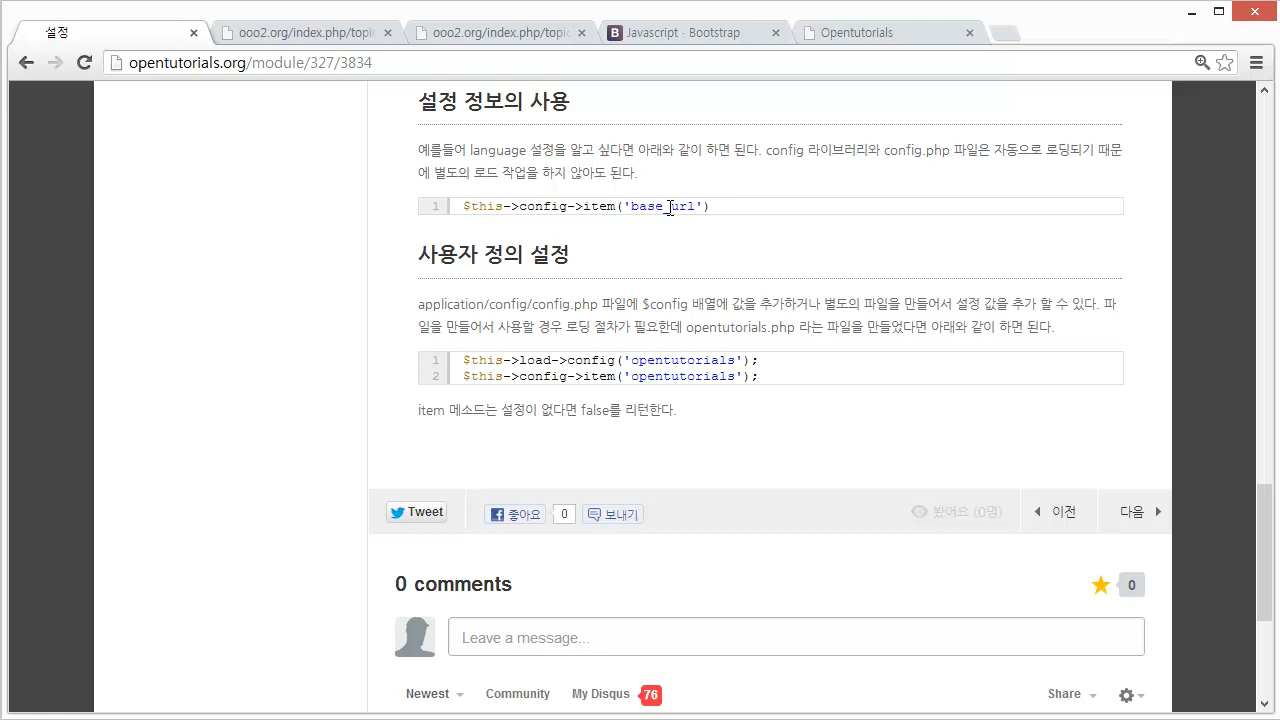 설정
ooo2.org/index.php/topi
ooo2.org/index.php/topi
B Javascript · Bootstrap
Opentutorials
opentutorials.org/module/327/3834
설정 정보의 사용
예를들어 language 설정을 알고 싶다면 아래와 같이 하면 된다. config 라이브러리와 config.php 파일은 자동으로 로딩되기 때문
에 별도의 로드 작업을 하지 않아도 된다.
1 $this->config->item('base_url')
사용자 정의 설정
application/config/config.php 파일에 $config 배열에 값을 추가하거나 별도의 파일을 만들어서 설정 값을 추가 할 수 있다. 파
일을 만들어서 사용할 경우 로딩 절차가 필요한데 opentutorials.php 라는 파일을 만들었다면 아래와 같이 하면 된다.
1 $this->load->config('opentutorials');
2 $this->config->item('opentutorials');
item 메소드는 설정이 없다면 false를 리턴한다.
Tweet
좋아요 0 보내기
봤어요 (0명)
이전
다음
0 comments
0
Leave a message...
Newest Community My Disqus 76 Share